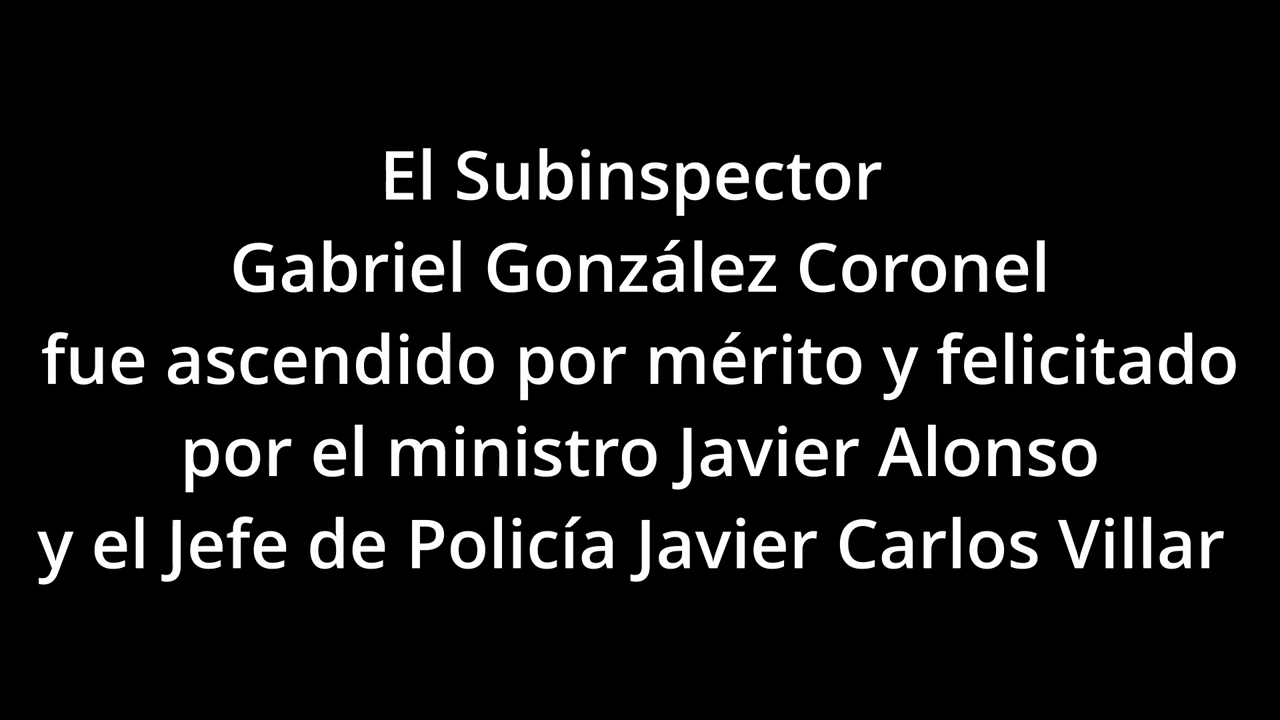 El Subinspector
Gabriel González Coronel
fue ascendido por mérito y felicitado
por el ministro Javier Alonso
y el Jefe de Policía Javier Carlos Villar